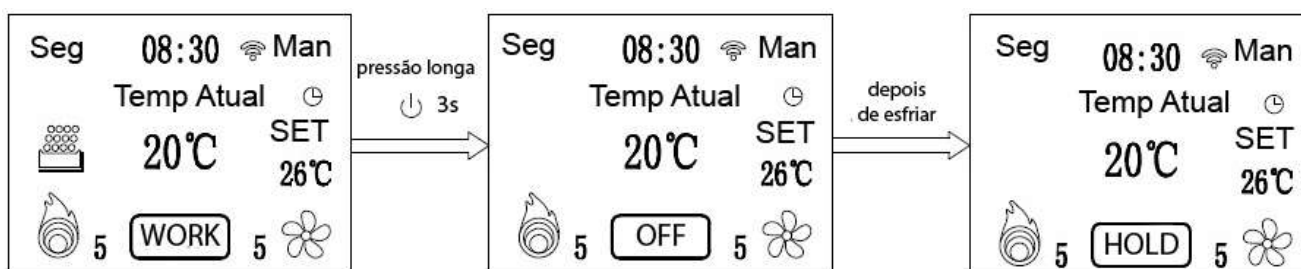 Seg 08:30 Man
Temp Atual
SET
20℃
26℃
5 WORK 5
pressão longa
3s
Seg 08:30 Man
Temp Atual
SET
20℃
26℃
5 OFF 5
depois
de esfriar
Seg 08:30 Man
Temp Atual
SET
20℃
26℃
5 HOLD 5